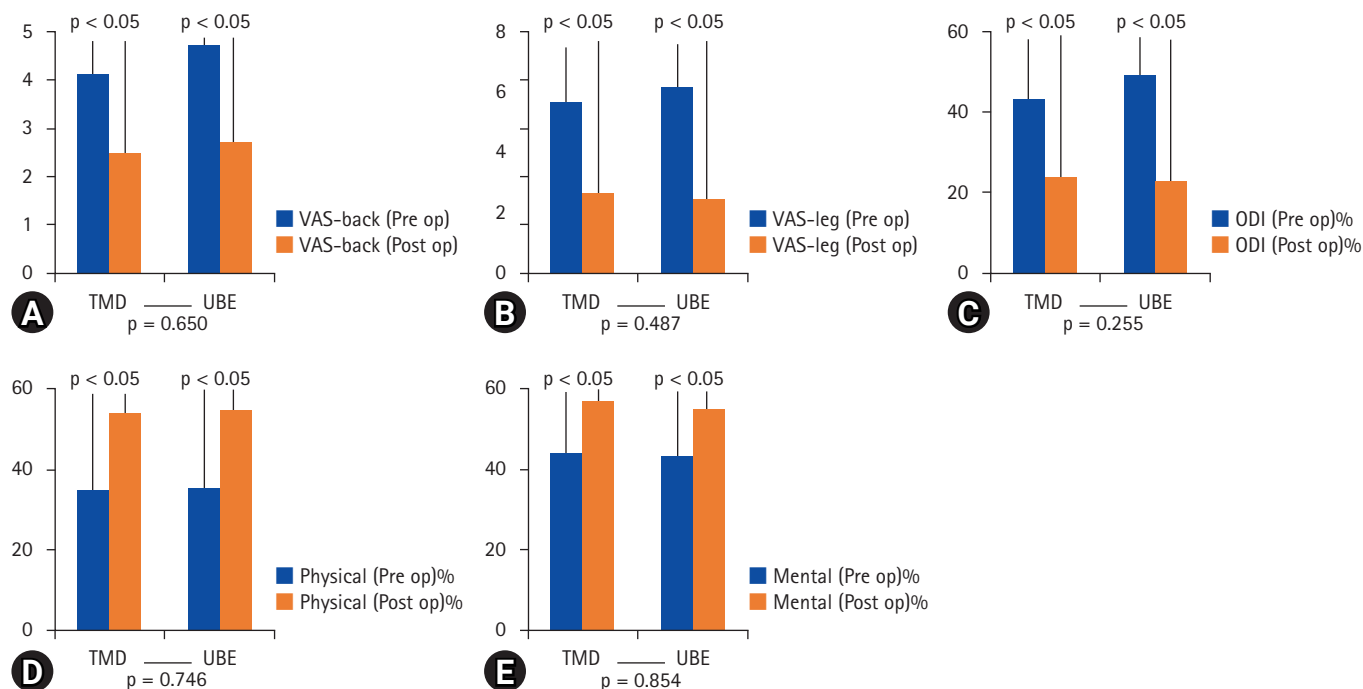 p < 0.05 p < 0.05
5
4
3
2
1
0
VAS-back (Pre op)
VAS-back (Post op)
TMD UBE
p = 0.650
A
p < 0.05 p < 0.05
8
6
4
2
0
VAS-leg (Pre op)
VAS-leg (Post op)
TMD UBE
p = 0.487
B
p < 0.05 p < 0.05
60
40
20
0
ODI (Pre op)%
ODI (Post op)%
TMD UBE
p = 0.255
C
p < 0.05 p < 0.05
60
40
20
0
Physical (Pre op)%
Physical (Post op)%
TMD UBE
p = 0.746
D
p < 0.05 p < 0.05
60
40
20
0
Mental (Pre op)%
Mental (Post op)%
TMD UBE
p = 0.854
E